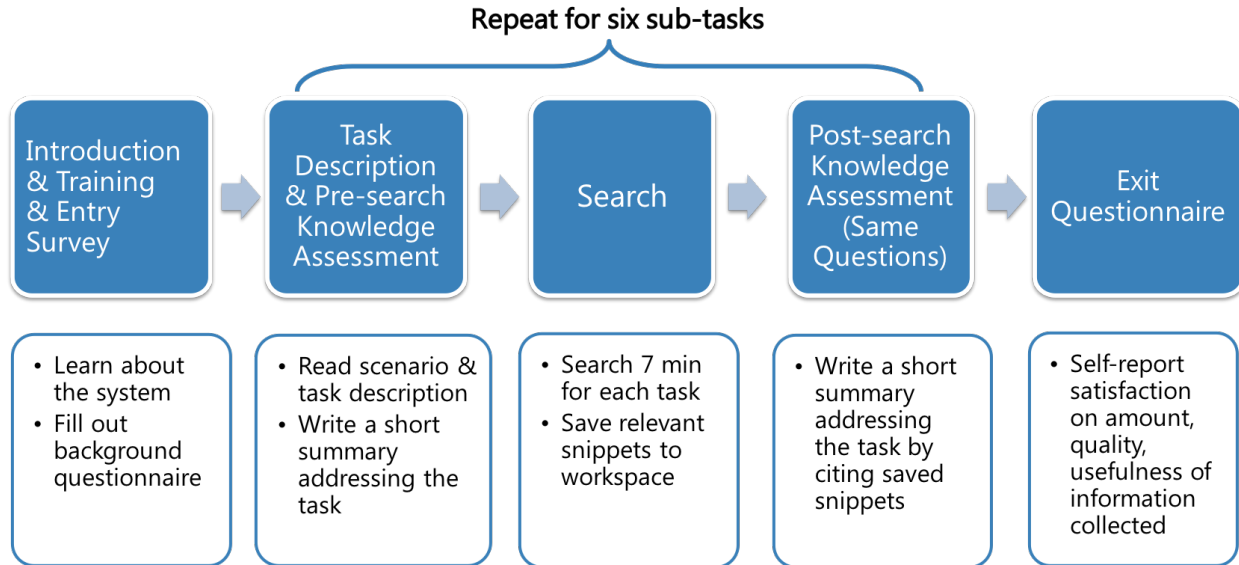 Repeat for six sub-tasks
Introduction
& Training
& Entry
Survey
Task
Description
& Pre-search
Knowledge
Assessment
Search
Post-search
Knowledge
Assessment
(Same
Questions)
Exit
Questionnaire
• Learn about
the system
• Fill out
background
questionnaire
• Read scenario &
task description
• Write a short
summary
addressing the
task
• Search 7 min
for each task
• Save relevant
snippets to
workspace
• Write a short
summary
addressing
the task by
citing saved
snippets
• Self-report
satisfaction
on amount,
quality,
usefulness of
information
collected